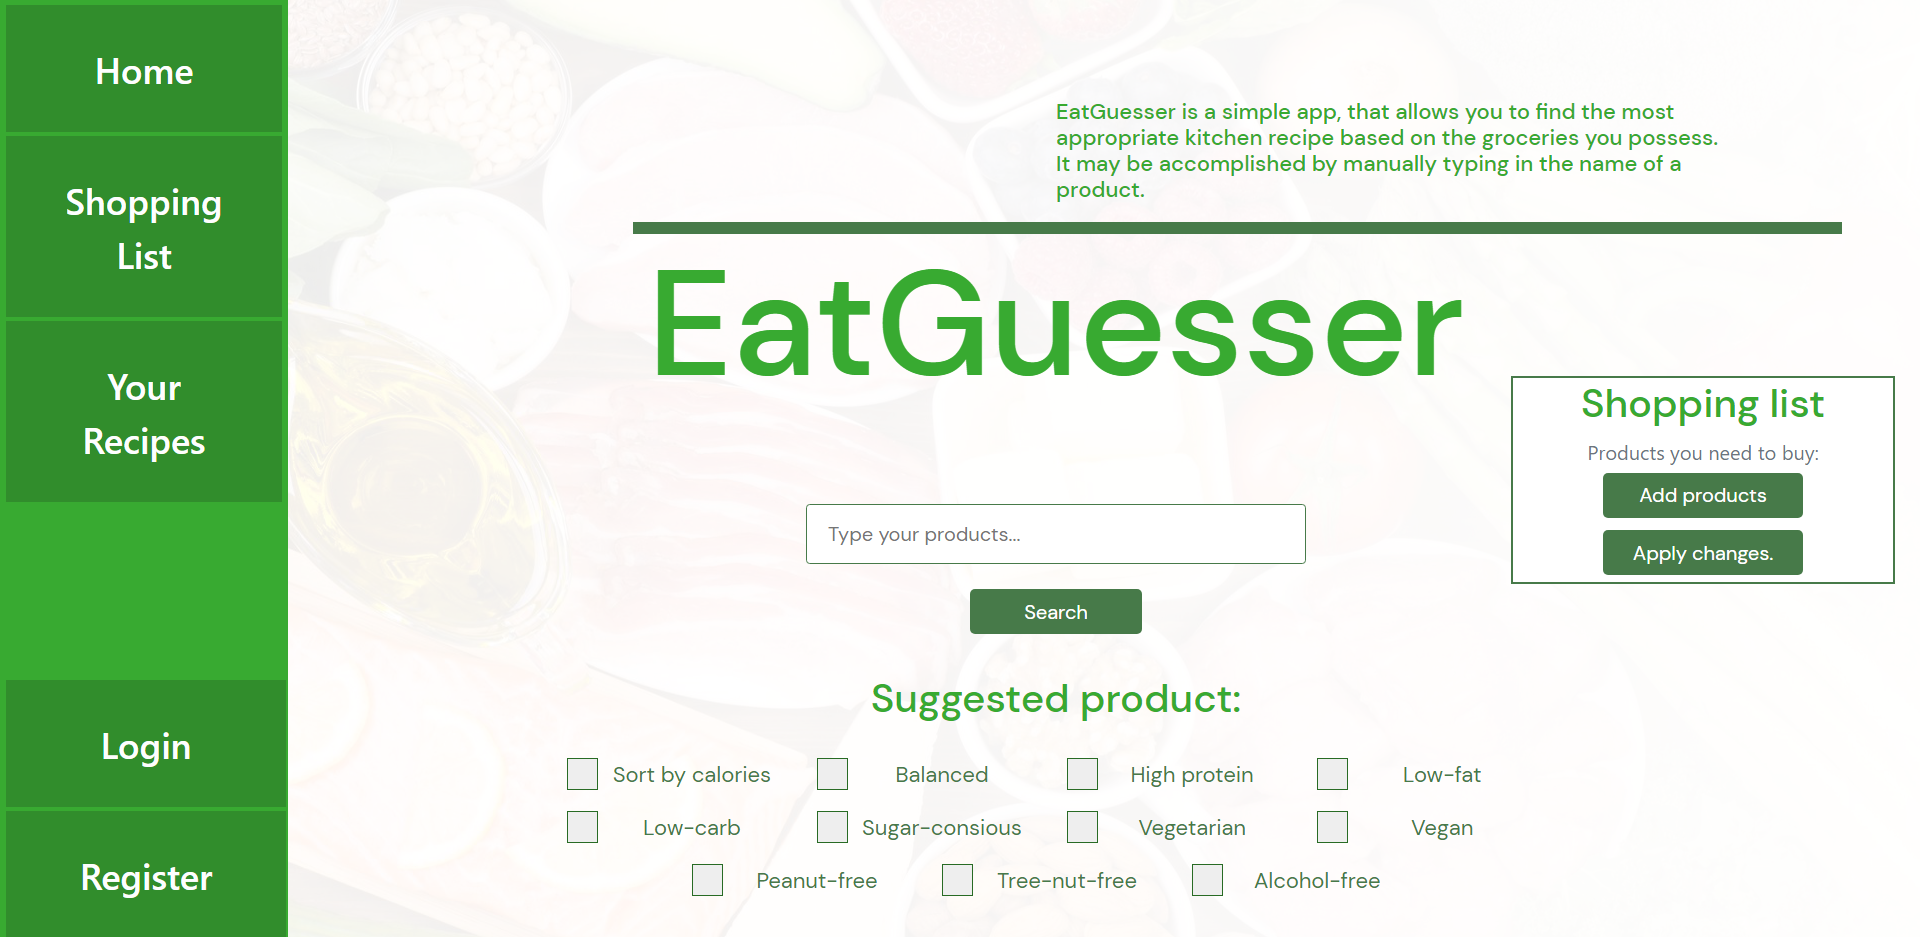 Home
Shopping
List
Your
Recipes
Login
Register
EatGuesser is a simple app, that allows you to find the most
appropriate kitchen recipe based on the groceries you possess.
It may be accomplished by manually typing in the name of a
product.
EatGuesser
Type your products...
Search
Shopping list
Products you need to buy:
Add products
Apply changes.
Suggested product:
Sort by calories Balanced High protein Low-fat
Low-carb Sugar-consious Vegetarian Vegan
Peanut-free Tree-nut-free Alcohol-free